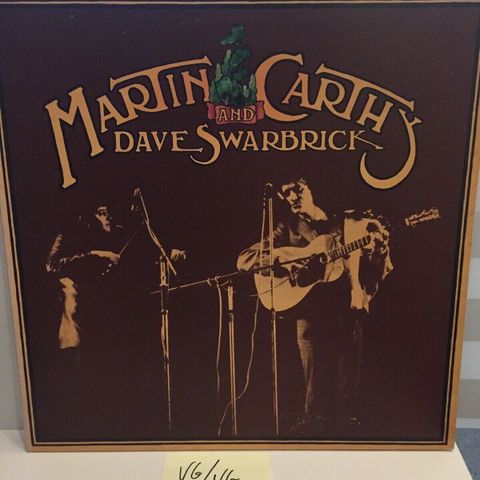 MARTIN CARTHY
AND
DAVE SWARBRICK
VG/VG